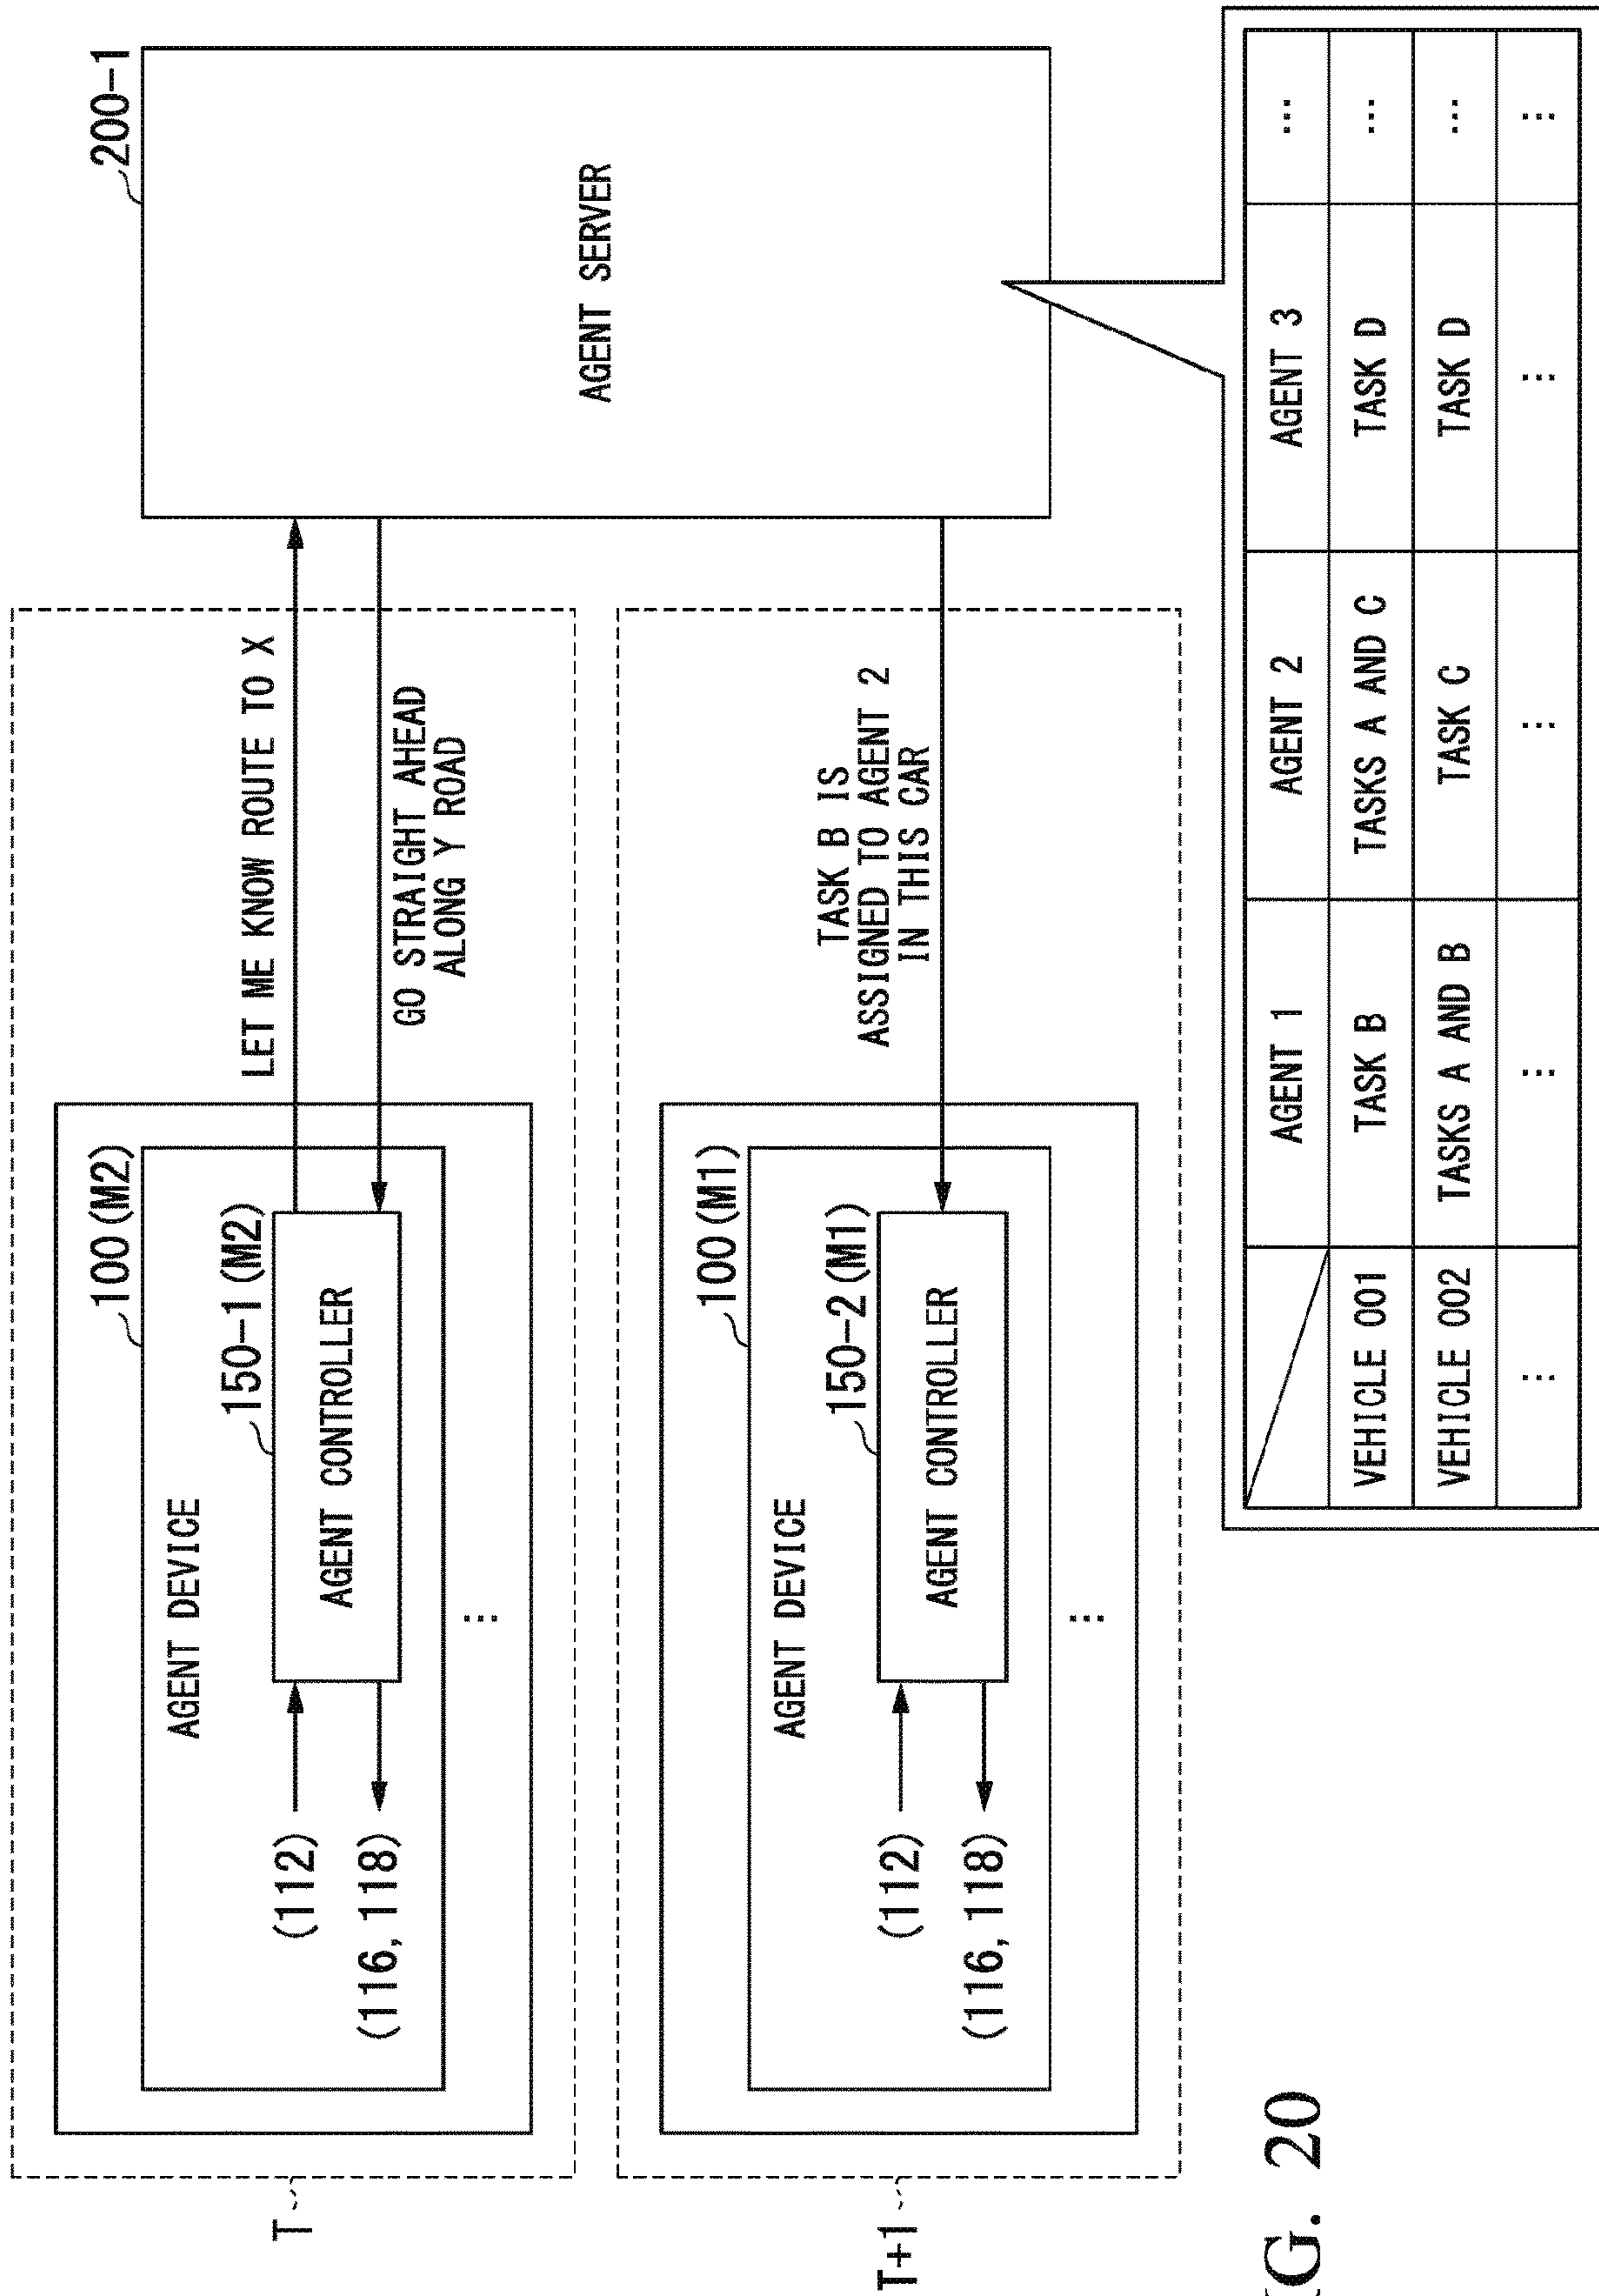 T
100(M2)
AGENT DEVICE
150-1(M2)
AGENT CONTROLLER
(112)
(116, 118)
⋮
LET ME KNOW ROUTE TO X
GO STRAIGHT AHEAD
ALONG Y ROAD
200-1
AGENT SERVER
T+1
100(M1)
AGENT DEVICE
150-2(M1)
AGENT CONTROLLER
(112)
(116, 118)
⋮
TASK B IS
ASSIGNED TO AGENT 2
IN THIS CAR
AGENT 1 AGENT 2 AGENT 3 ...
VEHICLE 001 TASK B TASKS A AND C TASK D ...
VEHICLE 002 TASKS A AND B TASK C TASK D ...
⋮ ⋮ ⋮ ⋮ ⋮
G. 20